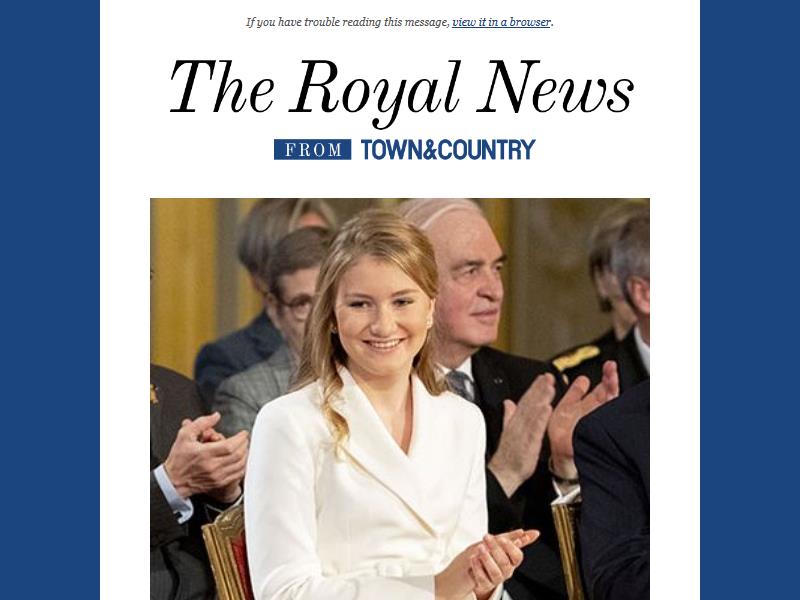 If you have trouble reading this message, view it in a browser.
The Royal News
FROM TOWN&COUNTRY